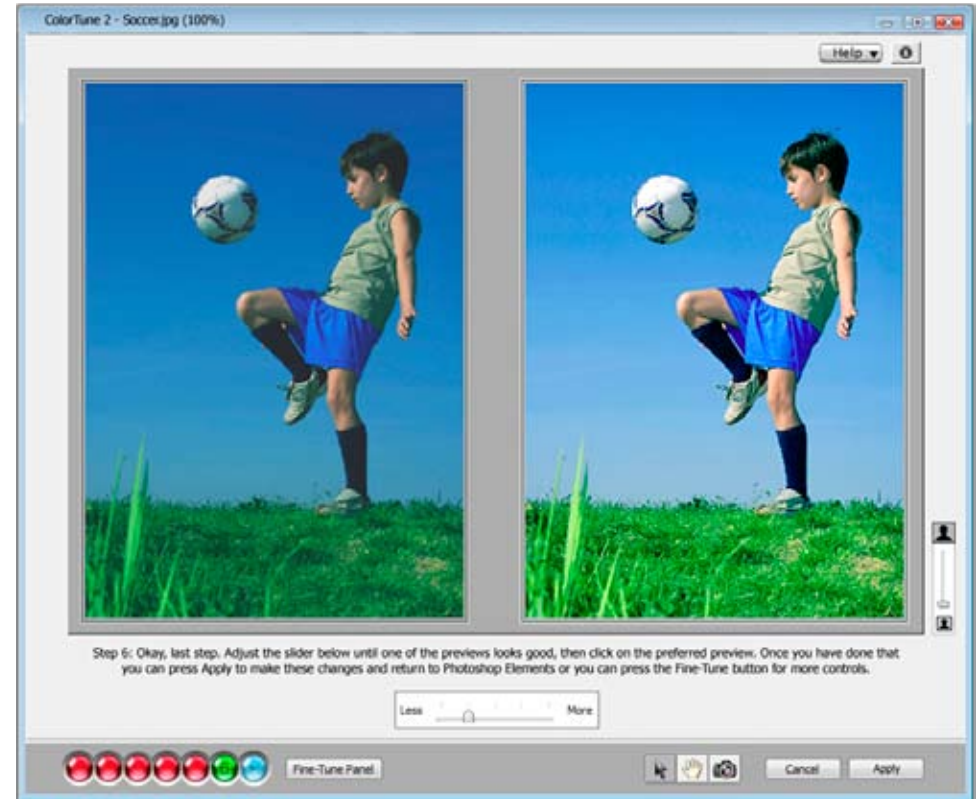 ColorTune 2 - Soccer.jpg (100%)
Help
Step 6: Okay, last step. Adjust the slider below until one of the previews looks good, then click on the preferred preview. Once you have done that
you can press Apply to make these changes and return to Photoshop Elements or you can press the Fine-Tune button for more controls.
Less
More
Fine-Tune Panel
Cancel
Apply